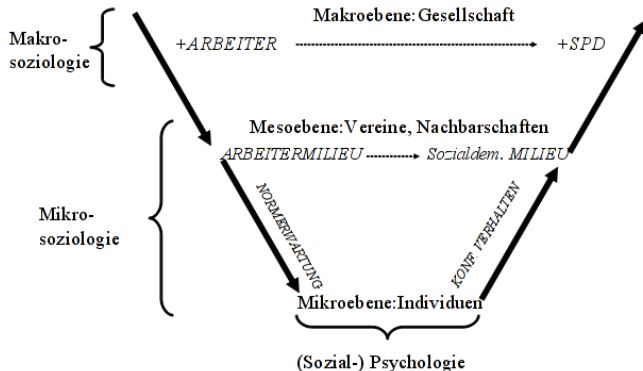 Makroebene:Gesellschaft
Makro-
soziologie
+ARBEITER
+SPD
Mesoebene:Vereine, Nachbarschaften
ARBEITERMILIEU
Sozialdem. MILIEU
Mikro-
soziologie
NORMERWARTUNG
KONF. VERHALTEN
Mikroebene:Individuen
(Sozial-) Psychologie